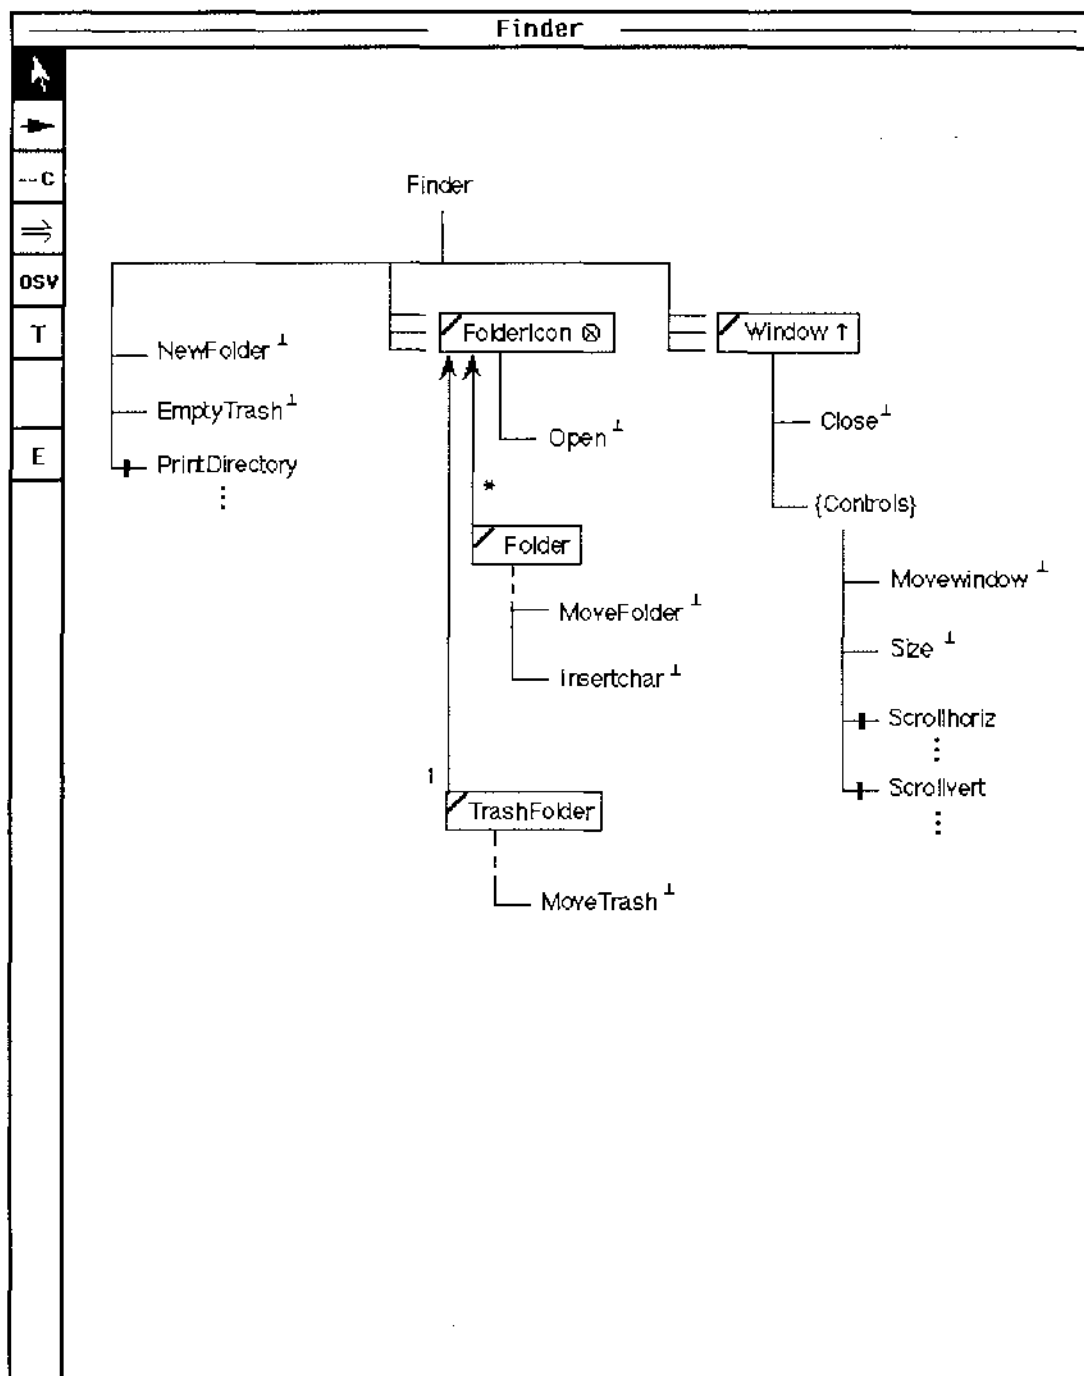 Finder
--C
OSV
T
E
Finder
NewFolder ⊥
EmptyTrash ⊥
PrintDirectory
⋮
FolderIcon ⊗
Open ⊥
*
Folder
MoveFolder ⊥
Insertchar ⊥
1
TrashFolder
MoveTrash ⊥
Window ↑
Close ⊥
{Controls}
Movewindow ⊥
Size ⊥
Scrollhoriz
⋮
Scrollvert
⋮